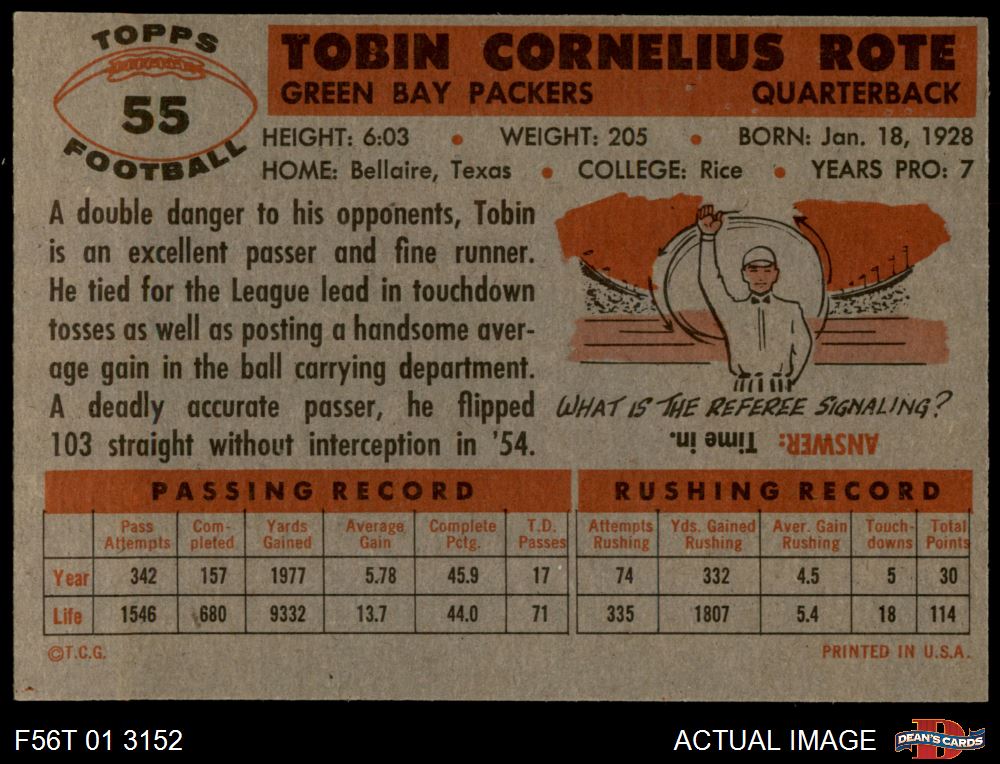 TOPPS
55
FOOTBALL
TOBIN CORNELIUS ROTE
GREEN BAY PACKERS QUARTERBACK
HEIGHT: 6:03 • WEIGHT: 205 • BORN: Jan. 18, 1928
HOME: Bellaire, Texas • COLLEGE: Rice • YEARS PRO: 7
A double danger to his opponents, Tobin
is an excellent passer and fine runner.
He tied for the League lead in touchdown
tosses as well as posting a handsome aver-
age gain in the ball carrying department.
A deadly accurate passer, he flipped
103 straight without interception in '54.
WHAT IS THE REFEREE SIGNALING?
ANSWER: Time in.
PASSING RECORD
Pass Com- Yards Average Complete T.D.
Attempts pleted Gained Gain Pctg. Passes
Year 342 157 1977 5.78 45.9 17
Life 1546 680 9332 13.7 44.0 71
RUSHING RECORD
Attempts Yds. Gained Aver. Gain Touch- Total
Rushing Rushing Rushing downs Points
74 332 4.5 5 30
335 1807 5.4 18 114
©T.C.G. PRINTED IN U.S.A.
F56T 01 3152 ACTUAL IMAGE
D
DEAN'S CARDS